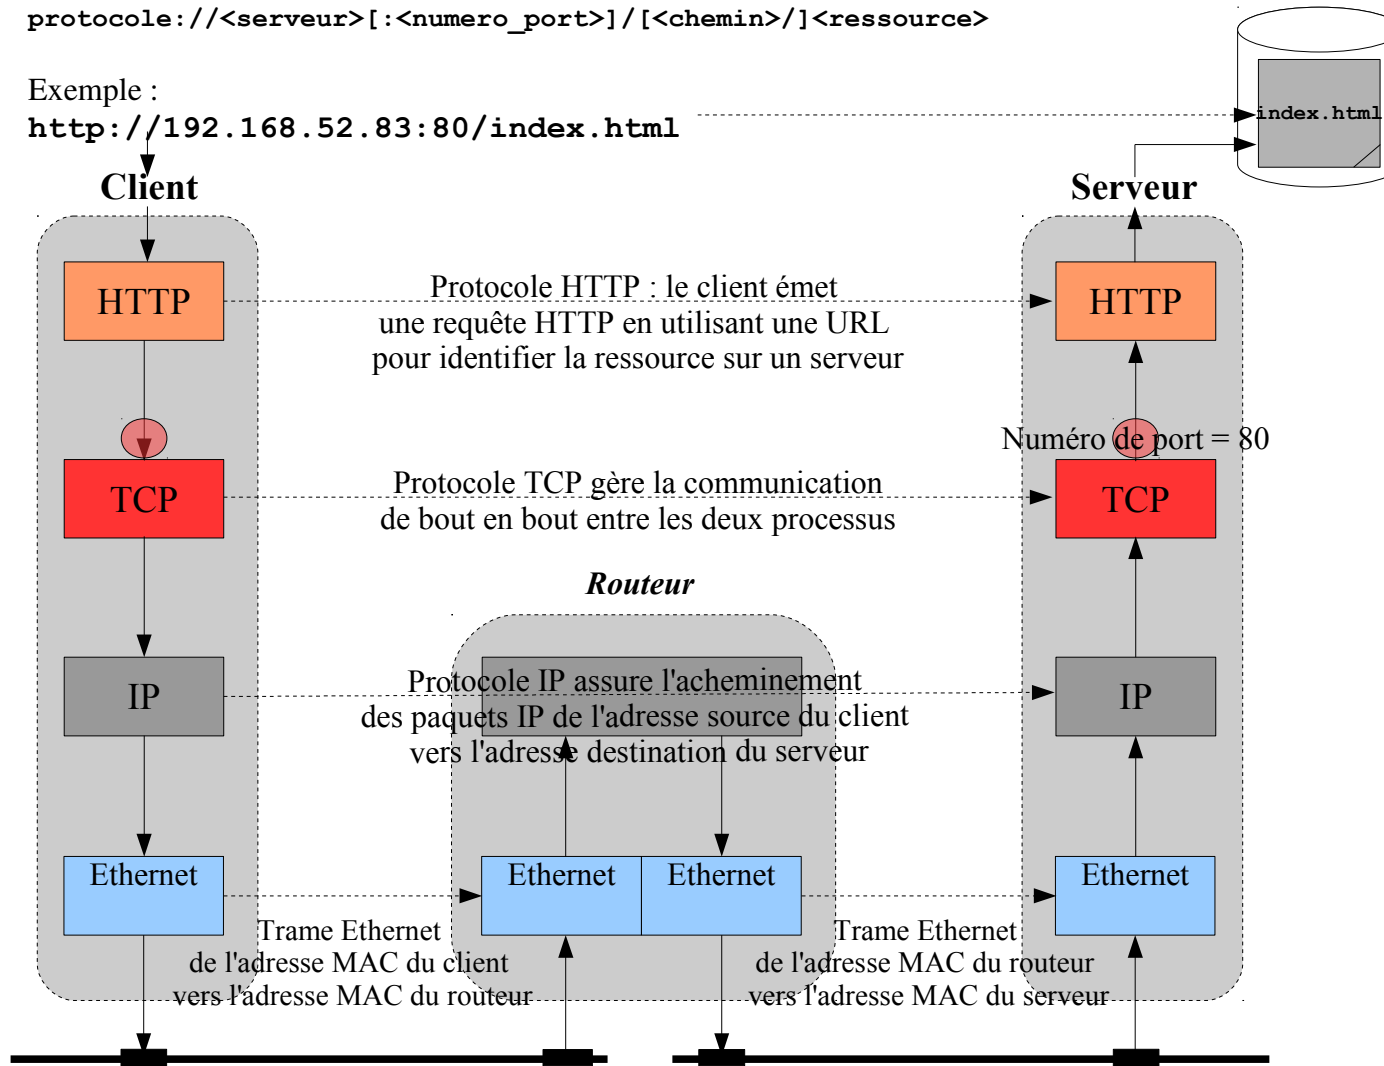 protocole://<serveur>[:<numero_port>]/[<chemin>/]<ressource>
Exemple :
http://192.168.52.83:80/index.html
index.html
Client
Serveur
HTTP
Protocole HTTP : le client émet
une requête HTTP en utilisant une URL
pour identifier la ressource sur un serveur
HTTP
Numéro de port = 80
TCP
Protocole TCP gère la communication
de bout en bout entre les deux processus
TCP
Routeur
IP
Protocole IP assure l'acheminement
des paquets IP de l'adresse source du client
vers l'adresse destination du serveur
IP
Ethernet
Ethernet
Ethernet
Ethernet
Trame Ethernet
de l'adresse MAC du client
vers l'adresse MAC du routeur
Trame Ethernet
de l'adresse MAC du routeur
vers l'adresse MAC du serveur